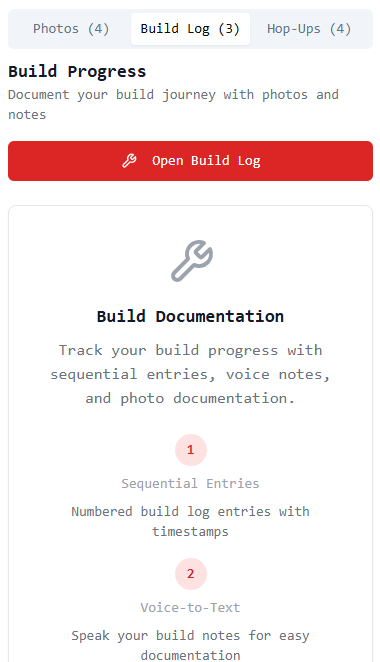 Photos (4) Build Log (3) Hop-Ups (4)
Build Progress
Document your build journey with photos and
notes
Open Build Log
Build Documentation
Track your build progress with
sequential entries, voice notes,
and photo documentation.
1
Sequential Entries
Numbered build log entries with
timestamps
2
Voice-to-Text
Speak your build notes for easy
documentation